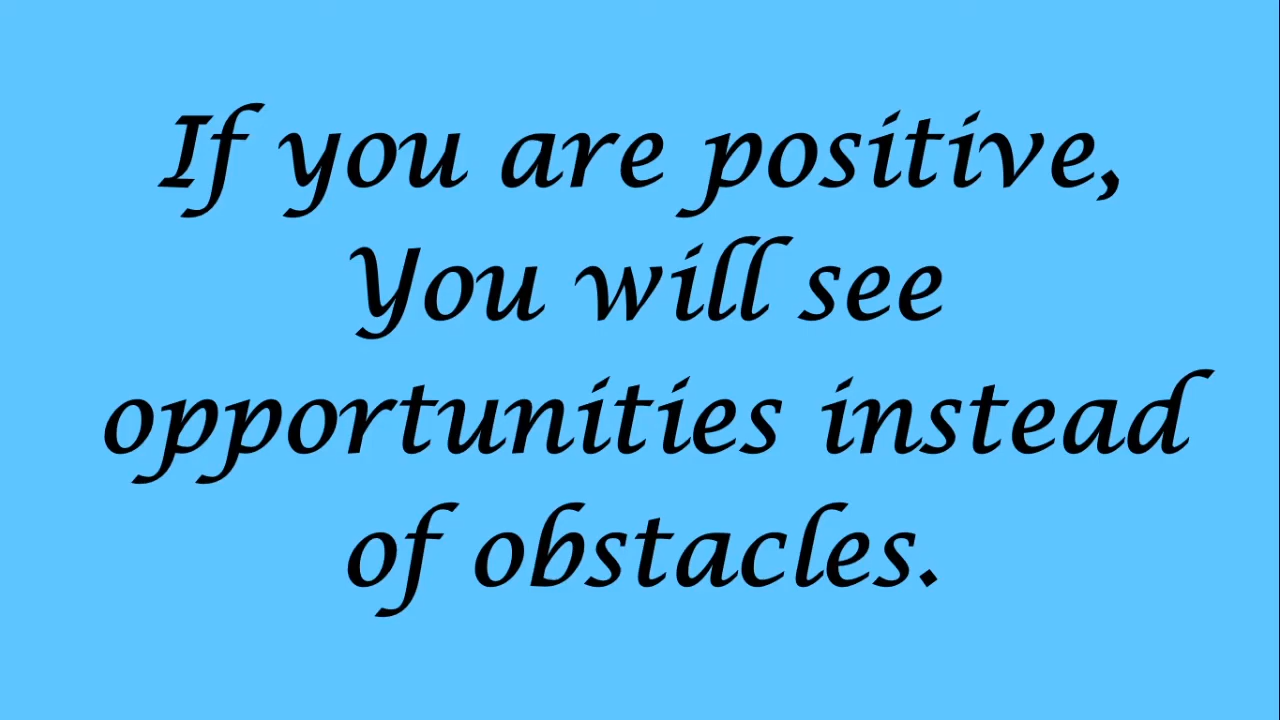 If you are positive,
You will see
opportunities instead
of obstacles.